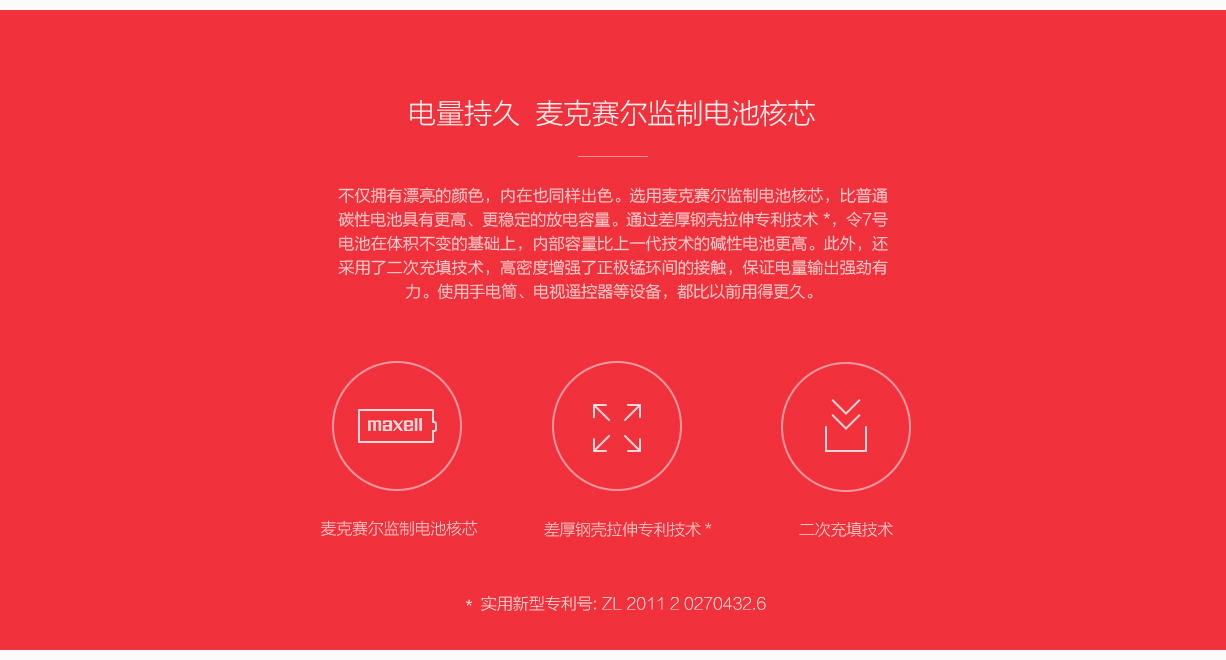 电量持久 麦克赛尔监制电池核芯
不仅拥有漂亮的颜色，内在也同样出色。选用麦克赛尔监制电池核芯，比普通
碳性电池具有更高、更稳定的放电容量。通过差厚钢壳拉伸专利技术 *，令7号
电池在体积不变的基础上，内部容量比上一代技术的碱性电池更高。此外，还
采用了二次充填技术，高密度增强了正极锰环间的接触，保证电量输出强劲有
力。使用手电筒、电视遥控器等设备，都比以前用得更久。
maxell
麦克赛尔监制电池核芯
差厚钢壳拉伸专利技术 *
二次充填技术
* 实用新型专利号: ZL 2011 2 0270432.6